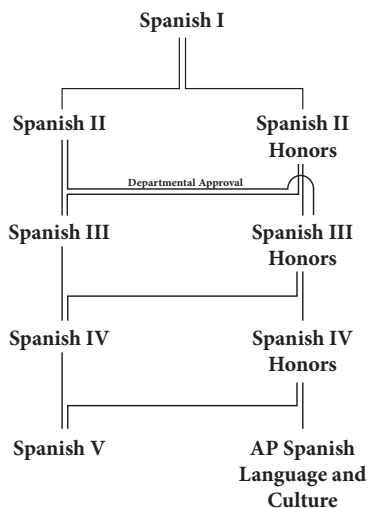 Spanish I
Spanish II
Spanish II
Honors
Departmental Approval
Spanish III
Spanish III
Honors
Spanish IV
Spanish IV
Honors
Spanish V
AP Spanish
Language and
Culture